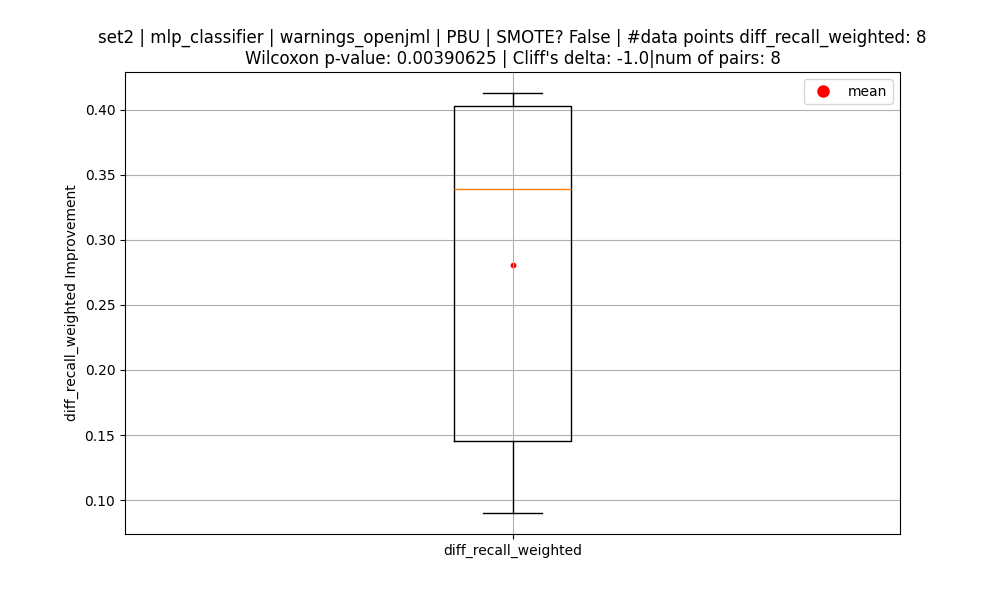 set2 | mlp_classifier | warnings_openjml | PBU | SMOTE? False | #data points diff_recall_weighted: 8
Wilcoxon p-value: 0.00390625 | Cliff's delta: -1.0|num of pairs: 8
mean
0.40
0.35
0.30
0.25
0.20
0.15
0.10
diff_recall_weighted Improvement
diff_recall_weighted